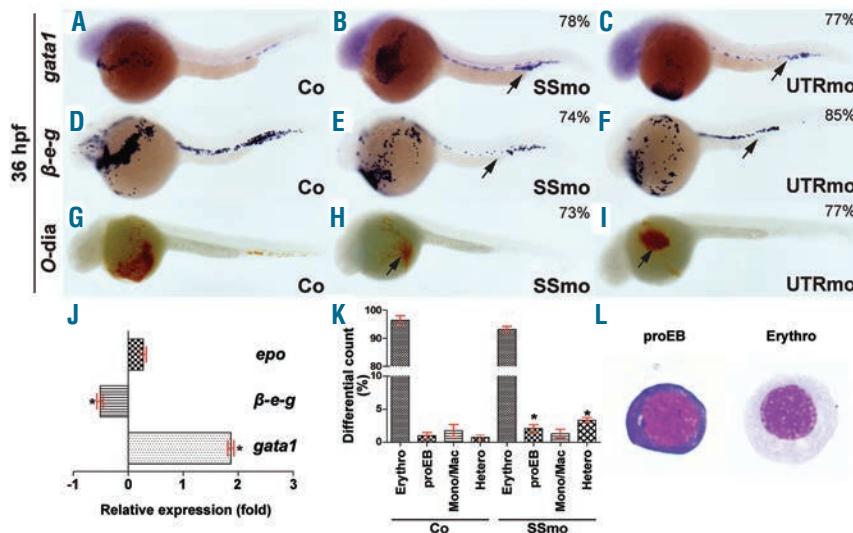 A B 78% C 77%
gata1 Co SSmo UTRmo
D E 74% F 85%
β-e-g Co SSmo UTRmo
G H 73% I 77%
O-dia Co SSmo UTRmo
36 hpf
J
epo
* β-e-g
* gata1
-1 0 1 2 3
Relative expression (fold)
K
Differential count (%)
100
90
80
10
5
0
* *
Erythro proEB Mono/Mac Hetero Erythro proEB Mono/Mac Hetero
Co SSmo
L
proEB Erythro